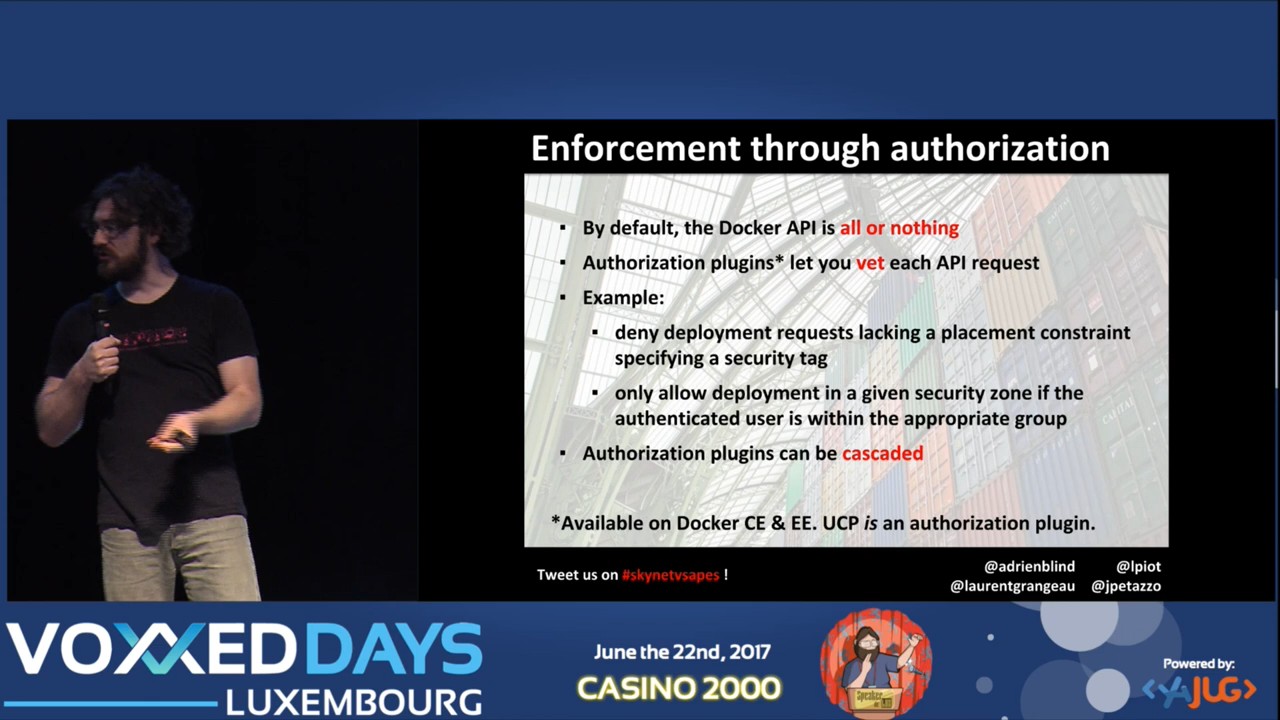 Enforcement through authorization
▪ By default, the Docker API is all or nothing
▪ Authorization plugins* let you vet each API request
▪ Example:
▪ deny deployment requests lacking a placement constraint
specifying a security tag
▪ only allow deployment in a given security zone if the
authenticated user is within the appropriate group
▪ Authorization plugins can be cascaded
*Available on Docker CE & EE. UCP is an authorization plugin.
Tweet us on #skynetvsapes !
@adrienblind @lpiot
@laurentgrangeau @jpetazzo
VOXXED DAYS
LUXEMBOURG
June the 22nd, 2017
CASINO 2000
Speaker
Powered by:
YAJUG